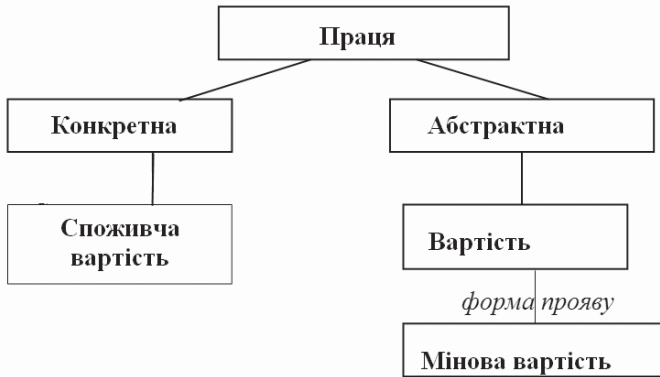 Праця
Конкретна
Абстрактна
Споживча
вартість
Вартість
форма прояву
Мінова вартість